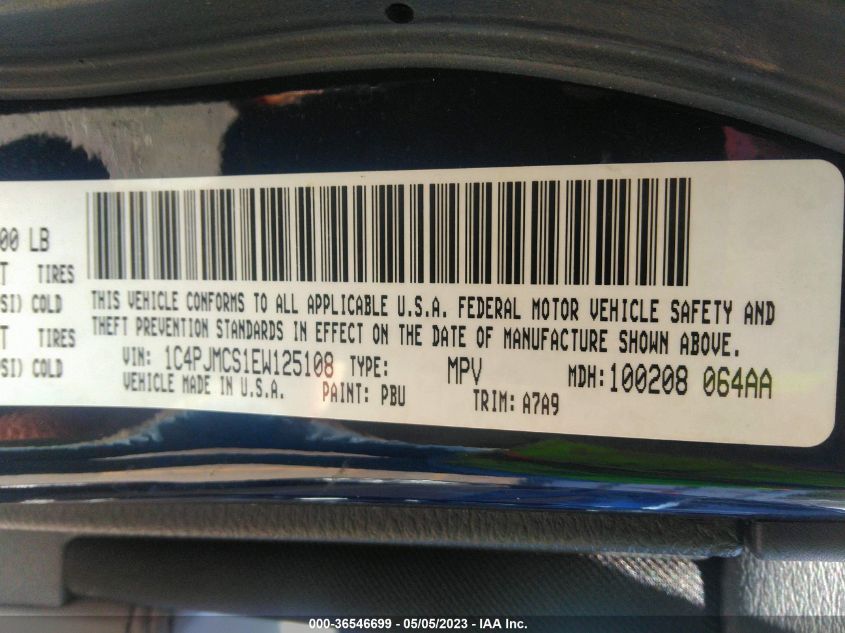 00 LB
T TIRES
SI) COLD
T TIRES
SI) COLD
THIS VEHICLE CONFORMS TO ALL APPLICABLE U.S.A. FEDERAL MOTOR VEHICLE SAFETY AND
THEFT PREVENTION STANDARDS IN EFFECT ON THE DATE OF MANUFACTURE SHOWN ABOVE.
VIN: 1C4PJMCS1EW125108 TYPE: MPV MDH:100208 064AA
VEHICLE MADE IN U.S.A. PAINT: PBU TRIM: A7A9
000-36546699 - 05/05/2023 - IAA Inc.